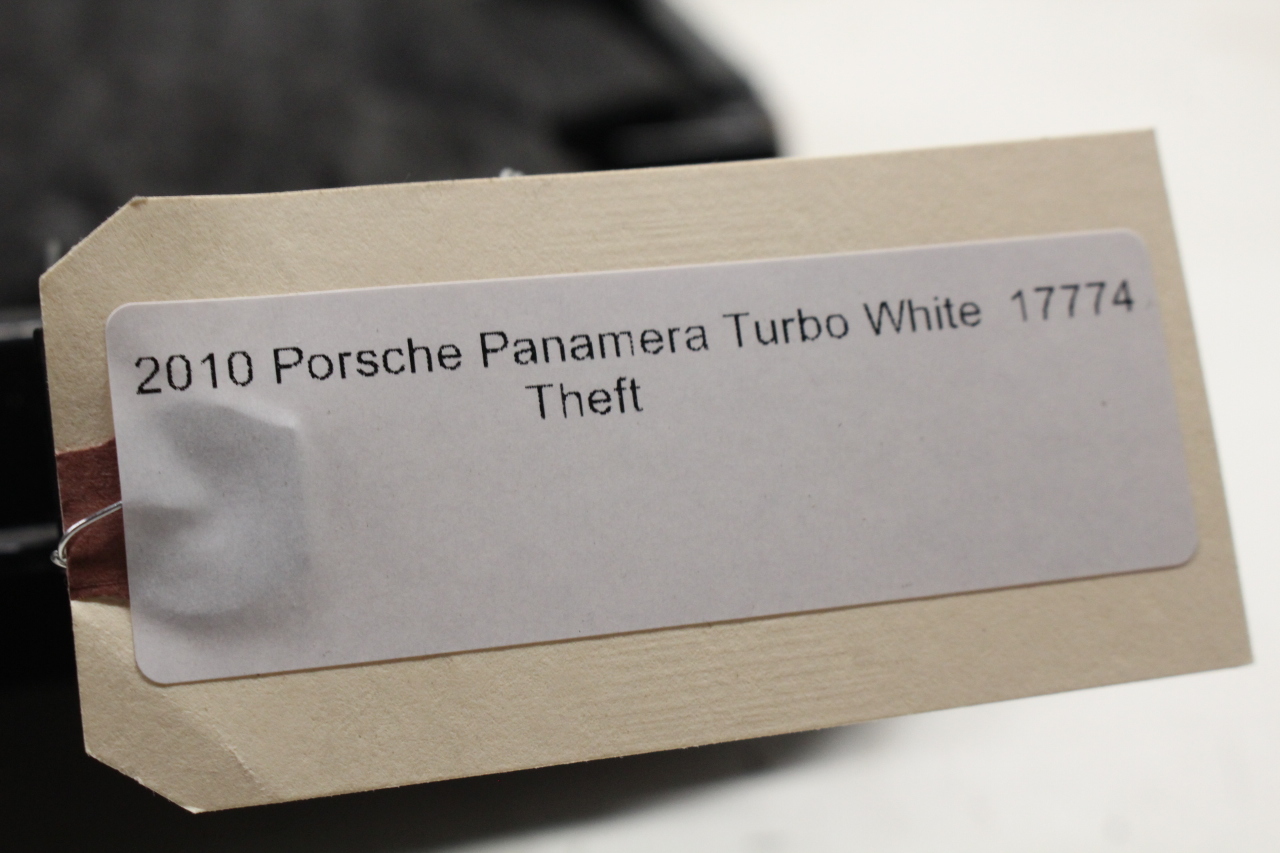 2010 Porsche Panamera Turbo White 17774
Theft